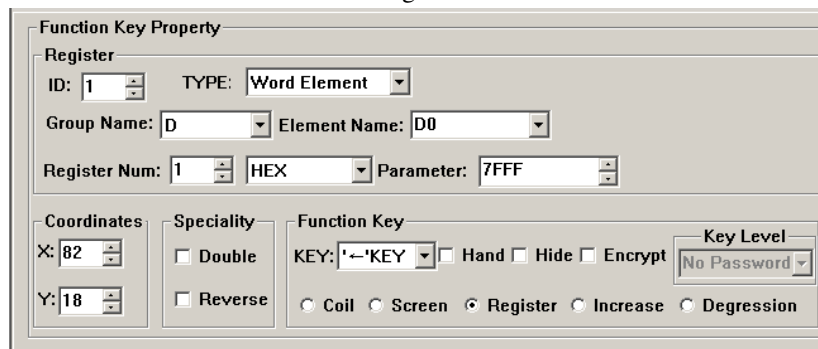 Function Key Property
Register
ID: 1 TYPE: Word Element
Group Name: D Element Name: D0
Register Num: 1 HEX Parameter: 7FFF
Coordinates Speciality Function Key
Key Level
X: 82 Double KEY: '←'KEY Hand Hide Encrypt No Password
Y: 18 Reverse Coil Screen Register Increase Degression